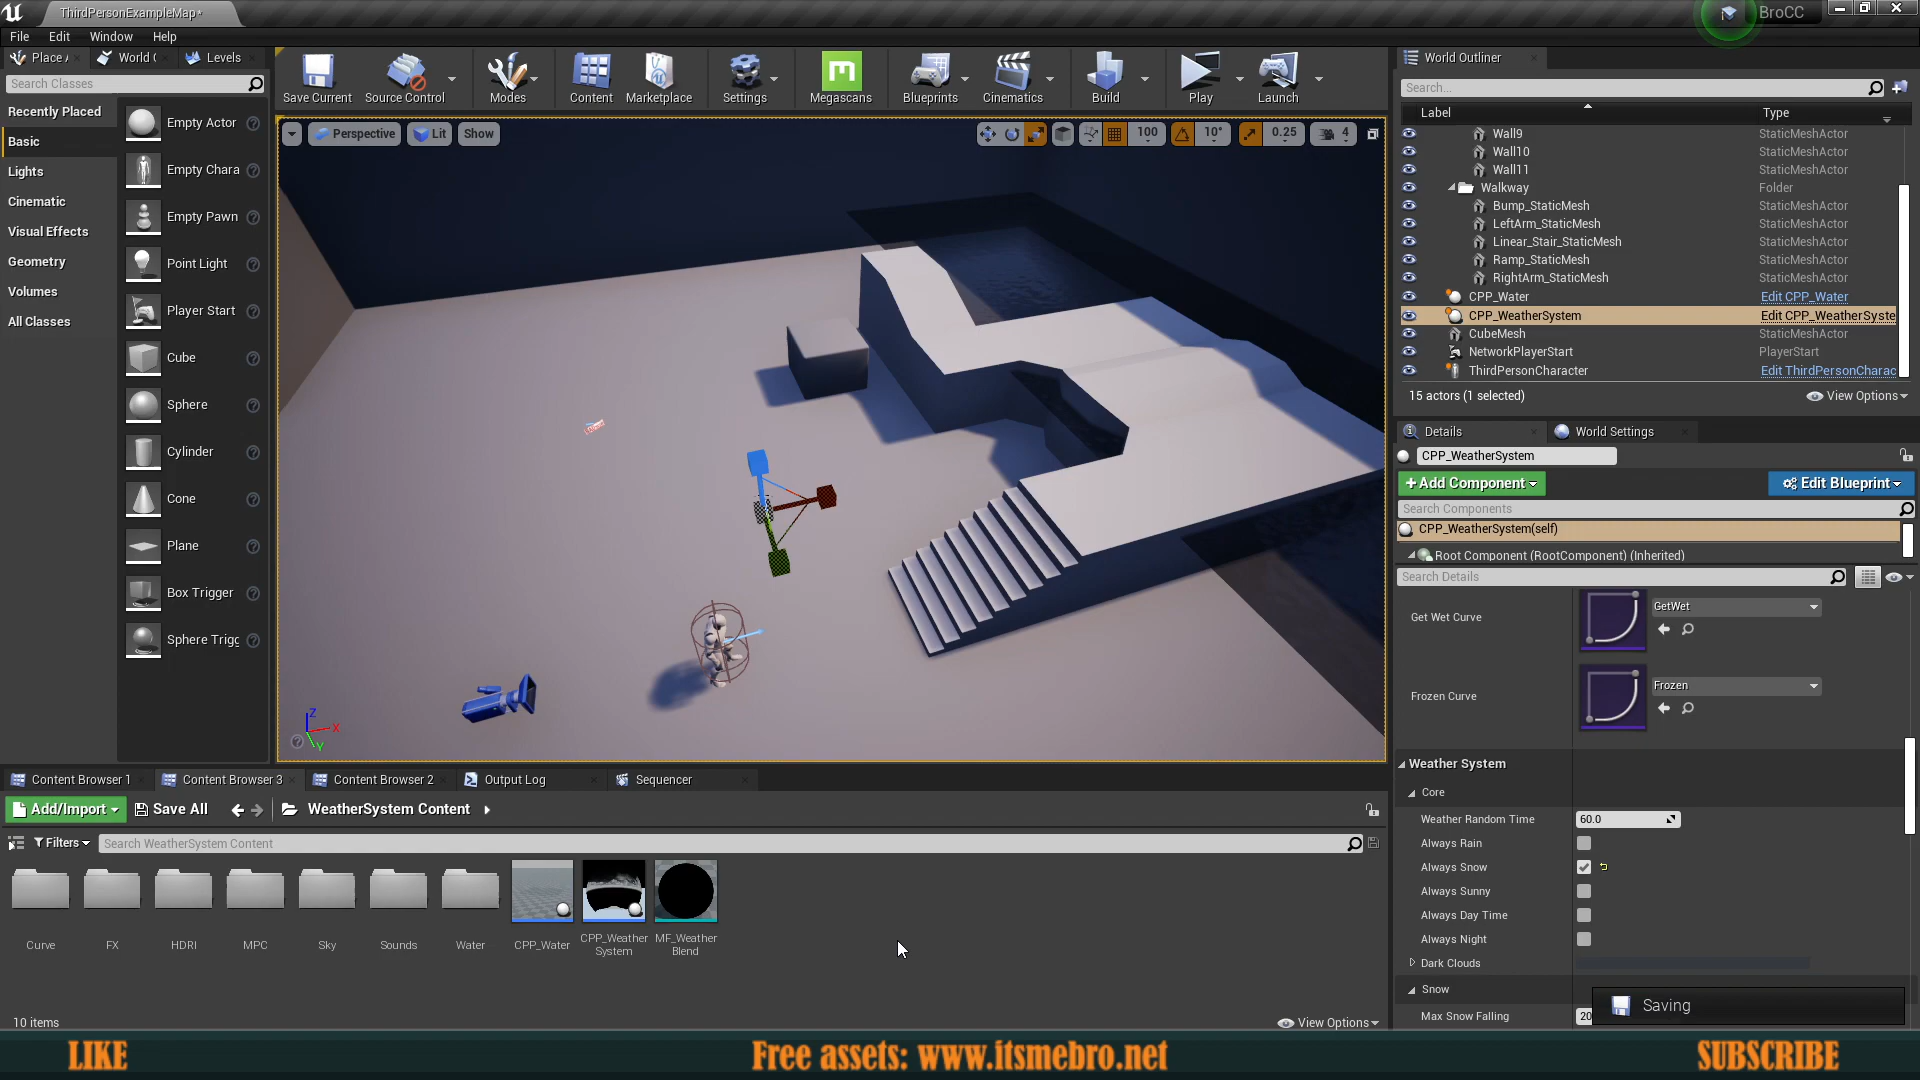 ThirdPersonExampleMap*
BroCC
File Edit Window Help
Place A World C Levels
Search Classes
Recently Placed
Basic
Lights
Cinematic
Visual Effects
Geometry
Volumes
All Classes
Empty Actor
Empty Chara
Empty Pawn
Point Light
Player Start
Cube
Sphere
Cylinder
Cone
Plane
Box Trigger
Sphere Trigg
Save Current Source Control Modes Content Marketplace Settings Megascans Blueprints Cinematics Build Play Launch
Perspective Lit Show
100 10° 0.25 4
Z X Y
World Outliner
Search...
Label Type
Wall9 StaticMeshActor
Wall10 StaticMeshActor
Wall11 StaticMeshActor
Walkway Folder
Bump_StaticMesh StaticMeshActor
LeftArm_StaticMesh StaticMeshActor
Linear_Stair_StaticMesh StaticMeshActor
Ramp_StaticMesh StaticMeshActor
RightArm_StaticMesh StaticMeshActor
CPP_Water Edit CPP_Water
CPP_WeatherSystem Edit CPP_WeatherSyste
CubeMesh StaticMeshActor
NetworkPlayerStart PlayerStart
ThirdPersonCharacter Edit ThirdPersonCharac
15 actors (1 selected) View Options
Details World Settings
CPP_WeatherSystem
+Add Component Edit Blueprint
Search Components
CPP_WeatherSystem(self)
Root Component (RootComponent) (Inherited)
Search Details
Get Wet Curve GetWet
Frozen Curve Frozen
Weather System
Core
Weather Random Time 60.0
Always Rain
Always Snow
Always Sunny
Always Day Time
Always Night
Dark Clouds
Snow
Max Snow Falling 20
Saving
Content Browser 1 Content Browser 3 Content Browser 2 Output Log Sequencer
Add/Import Save All WeatherSystem Content
Filters Search WeatherSystem Content
Curve FX HDRI MPC Sky Sounds Water CPP_Water CPP_Weather System MF_Weather Blend
10 items View Options
LIKE Free assets: www.itsmebro.net SUBSCRIBE